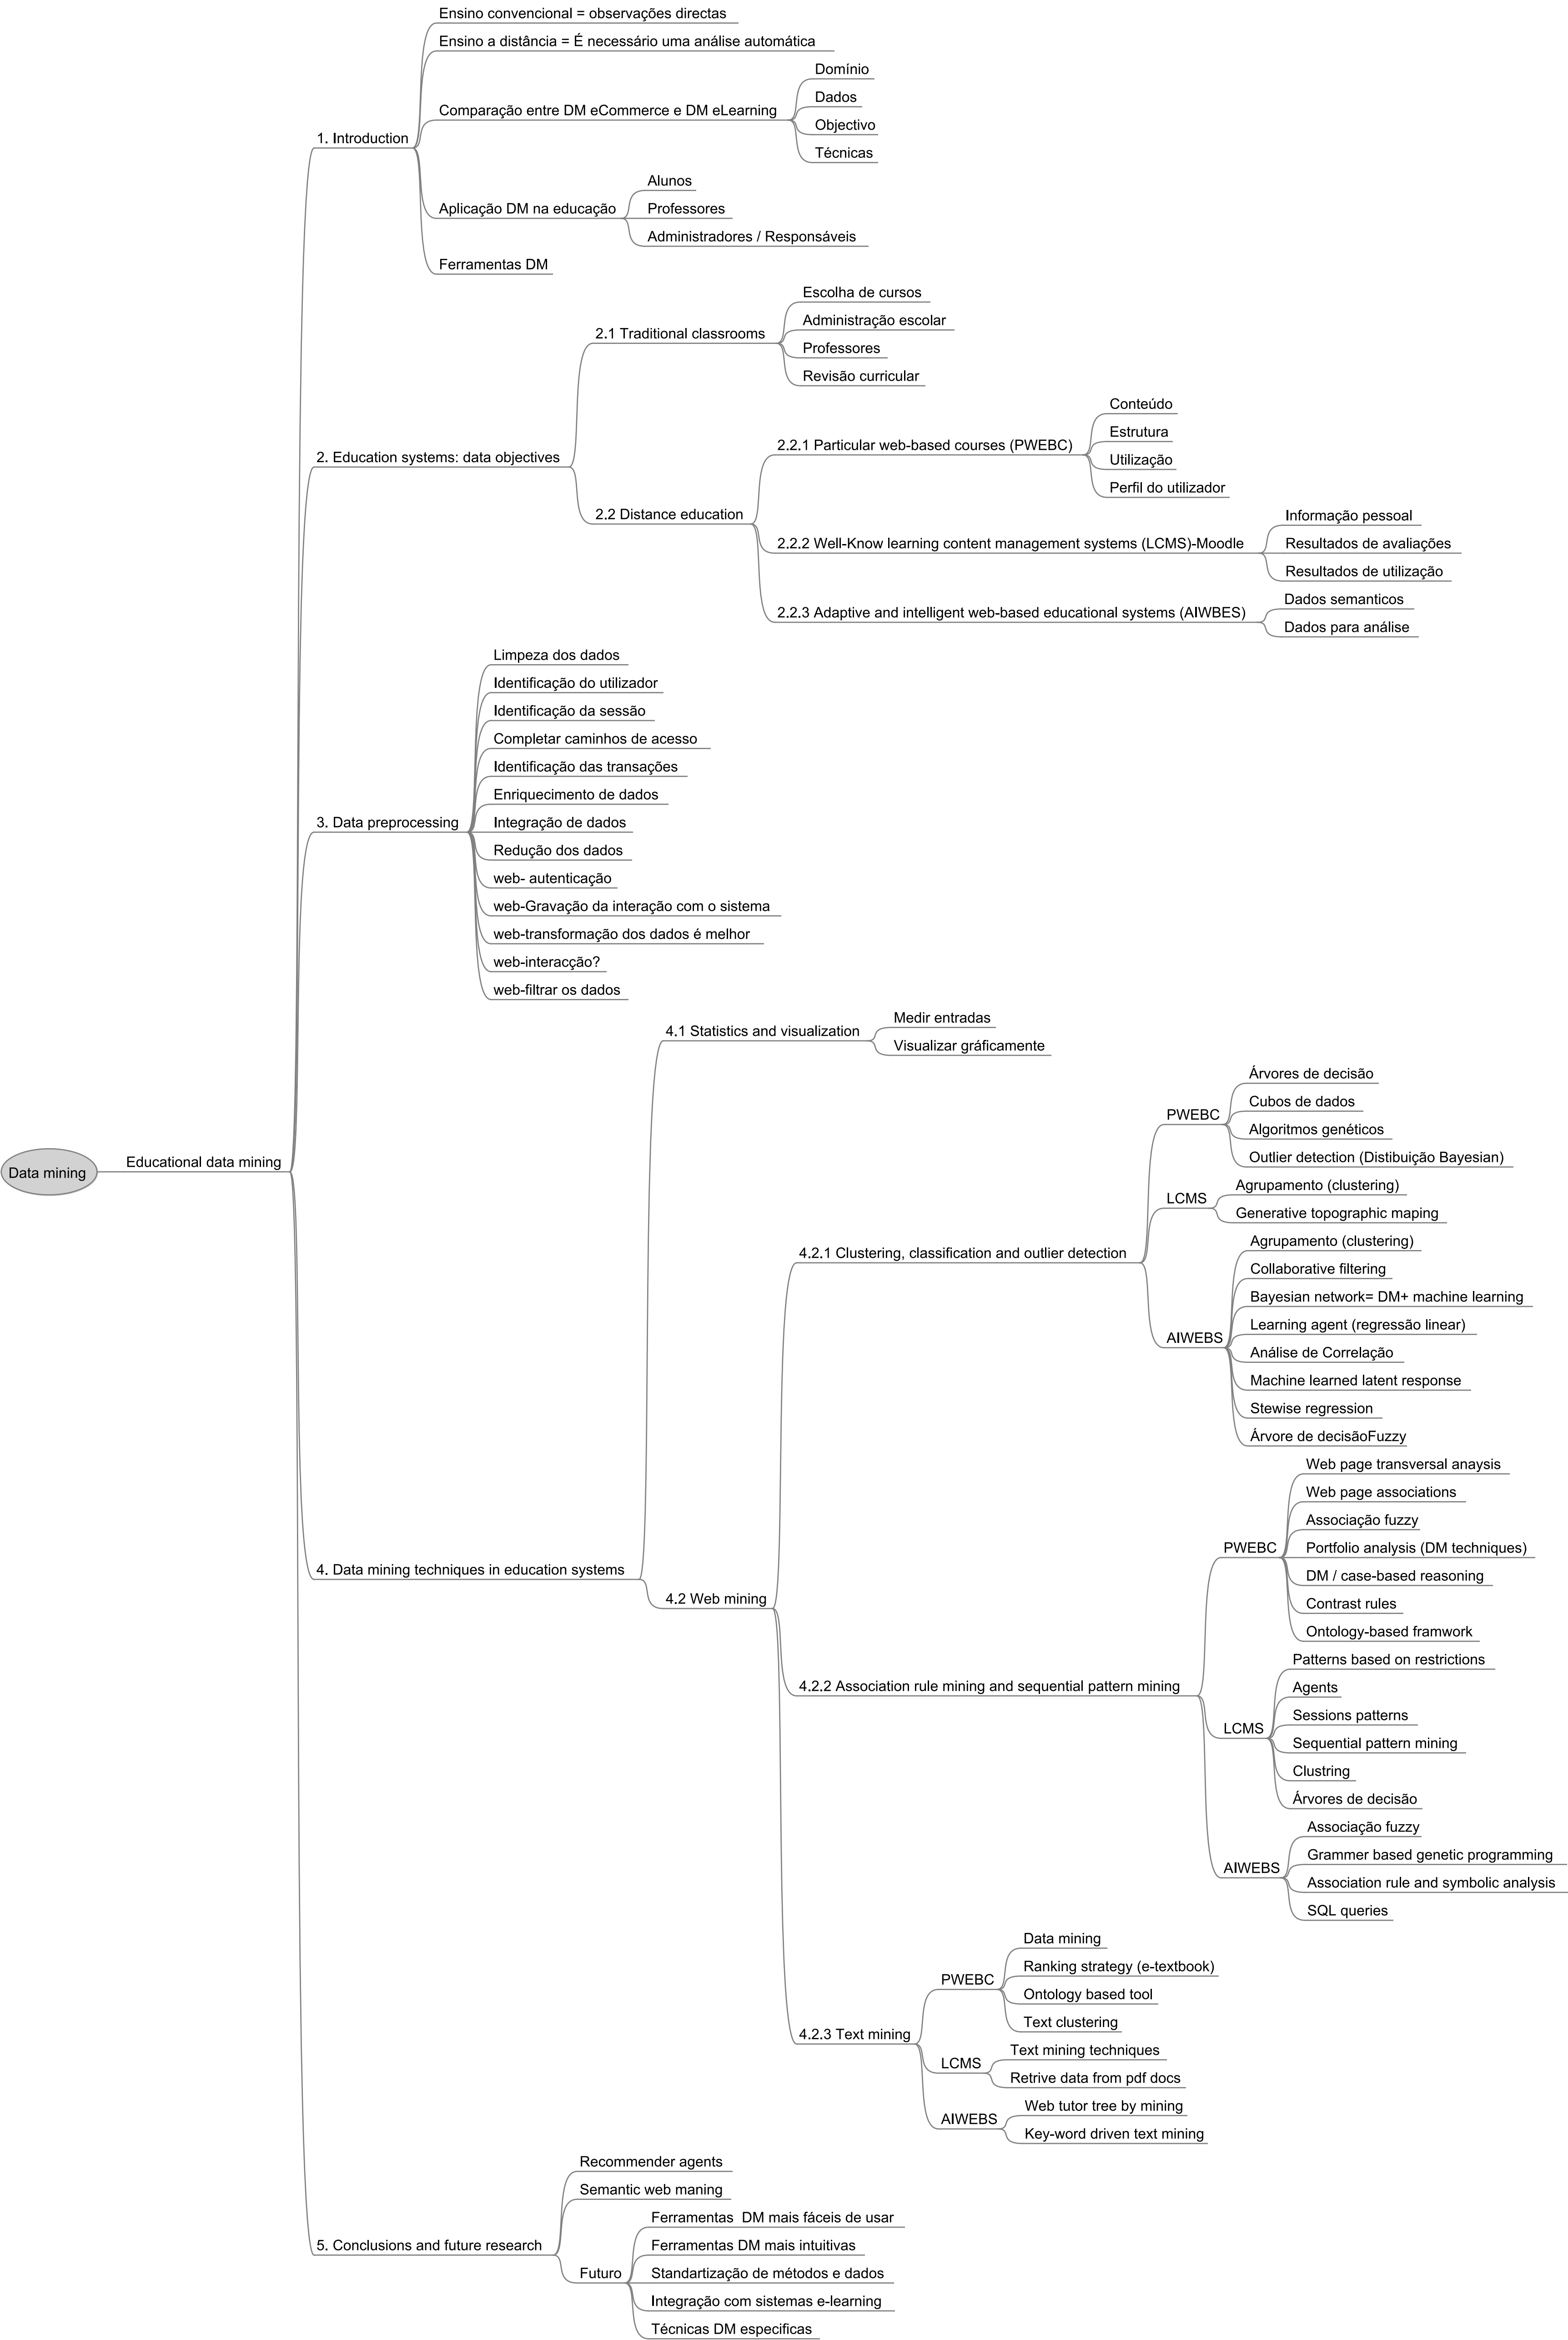 Data mining
Educational data mining
1. Introduction
Ensino convencional = observações directas
Ensino a distância = É necessário uma análise automática
Comparação entre DM eCommerce e DM eLearning
Domínio
Dados
Objectivo
Técnicas
Aplicação DM na educação
Alunos
Professores
Administradores / Responsáveis
Ferramentas DM
2. Education systems: data objectives
2.1 Traditional classrooms
Escolha de cursos
Administração escolar
Professores
Revisão curricular
2.2 Distance education
2.2.1 Particular web-based courses (PWEBC)
Conteúdo
Estrutura
Utilização
Perfil do utilizador
2.2.2 Well-Know learning content management systems (LCMS)-Moodle
Informação pessoal
Resultados de avaliações
Resultados de utilização
2.2.3 Adaptive and intelligent web-based educational systems (AIWBES)
Dados semanticos
Dados para análise
3. Data preprocessing
Limpeza dos dados
Identificação do utilizador
Identificação da sessão
Completar caminhos de acesso
Identificação das transações
Enriquecimento de dados
Integração de dados
Redução dos dados
web- autenticação
web-Gravação da interação com o sistema
web-transformação dos dados é melhor
web-interacção?
web-filtrar os dados
4. Data mining techniques in education systems
4.1 Statistics and visualization
Medir entradas
Visualizar gráficamente
4.2 Web mining
4.2.1 Clustering, classification and outlier detection
PWEBC
Árvores de decisão
Cubos de dados
Algoritmos genéticos
Outlier detection (Distibuição Bayesian)
LCMS
Agrupamento (clustering)
Generative topographic maping
AIWEBS
Agrupamento (clustering)
Collaborative filtering
Bayesian network= DM+ machine learning
Learning agent (regressão linear)
Análise de Correlação
Machine learned latent response
Stewise regression
Árvore de decisãoFuzzy
4.2.2 Association rule mining and sequential pattern mining
PWEBC
Web page transversal anaysis
Web page associations
Associação fuzzy
Portfolio analysis (DM techniques)
DM / case-based reasoning
Contrast rules
Ontology-based framwork
LCMS
Patterns based on restrictions
Agents
Sessions patterns
Sequential pattern mining
Clustring
Árvores de decisão
AIWEBS
Associação fuzzy
Grammer based genetic programming
Association rule and symbolic analysis
SQL queries
4.2.3 Text mining
PWEBC
Data mining
Ranking strategy (e-textbook)
Ontology based tool
Text clustering
LCMS
Text mining techniques
Retrive data from pdf docs
AIWEBS
Web tutor tree by mining
Key-word driven text mining
5. Conclusions and future research
Recommender agents
Semantic web maning
Futuro
Ferramentas  DM mais fáceis de usar
Ferramentas DM mais intuitivas
Standartização de métodos e dados
Integração com sistemas e-learning
Técnicas DM especificas